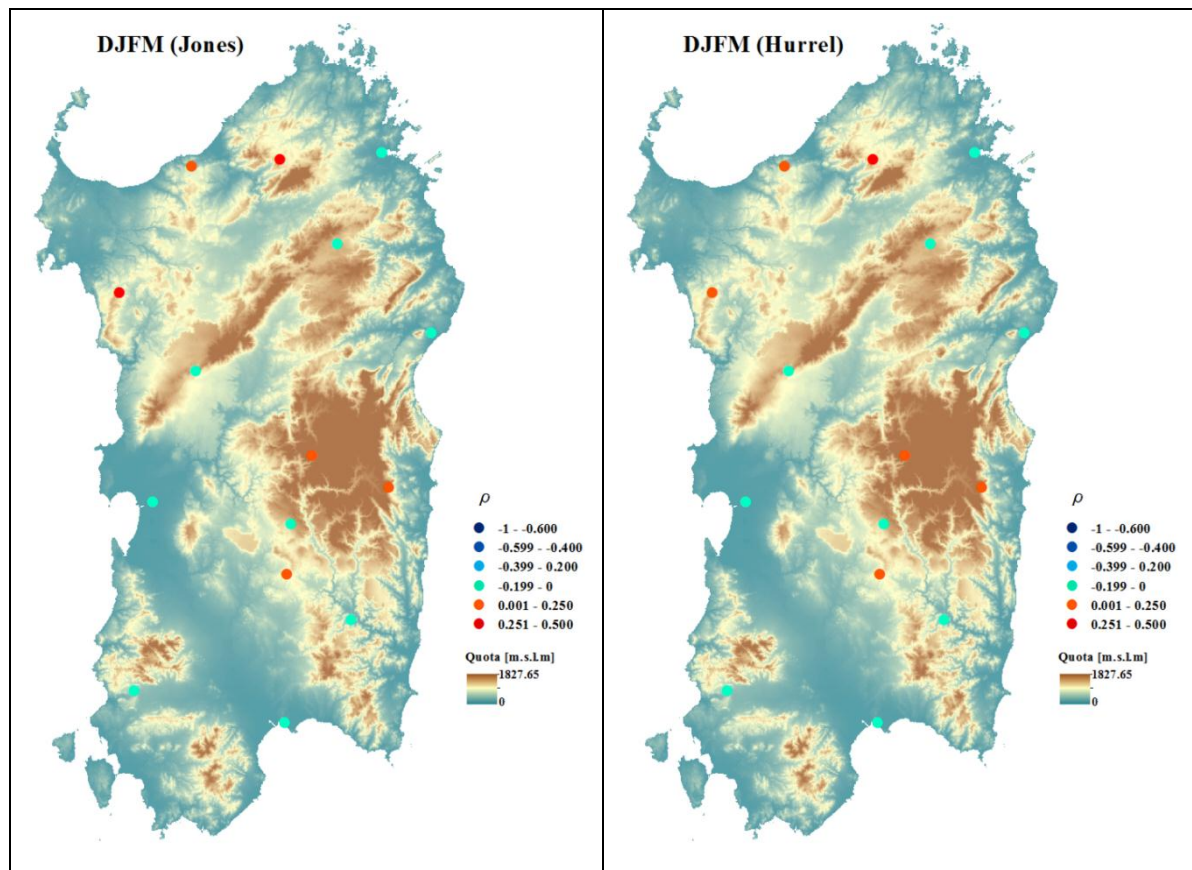 DJFM (Jones)
ρ
-1 - -0.600
-0.599 - -0.400
-0.399 - 0.200
-0.199 - 0
0.001 - 0.250
0.251 - 0.500
Quota [m.s.l.m]
1827.65
-
0
DJFM (Hurrel)
ρ
-1 - -0.600
-0.599 - -0.400
-0.399 - 0.200
-0.199 - 0
0.001 - 0.250
0.251 - 0.500
Quota [m.s.l.m]
1827.65
-
0